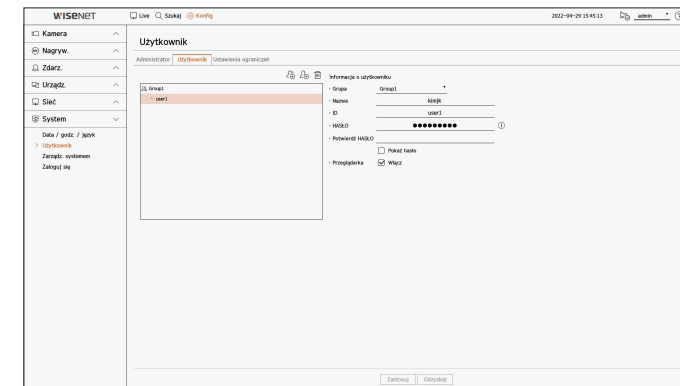 WISENET
Live Szukaj Konfig
2022-04-29 15:45:13 admin
Kamera
Nagryw.
Zdarz.
Urządz.
Sieć
System
Data / godz. / język
Użytkownik
Zarządz. systemem
Zaloguj się
Użytkownik
Administrator Użytkownik Ustawienia ograniczeń
Group1
user1
Informacja o użytkowniku
Grupa Group1
Nazwa kimjk
ID user1
HASŁO ●●●●●●●●●
Potwierdź HASŁO
Pokaż hasło
Przeglądarka Włącz
Zastosuj Odzyskaj